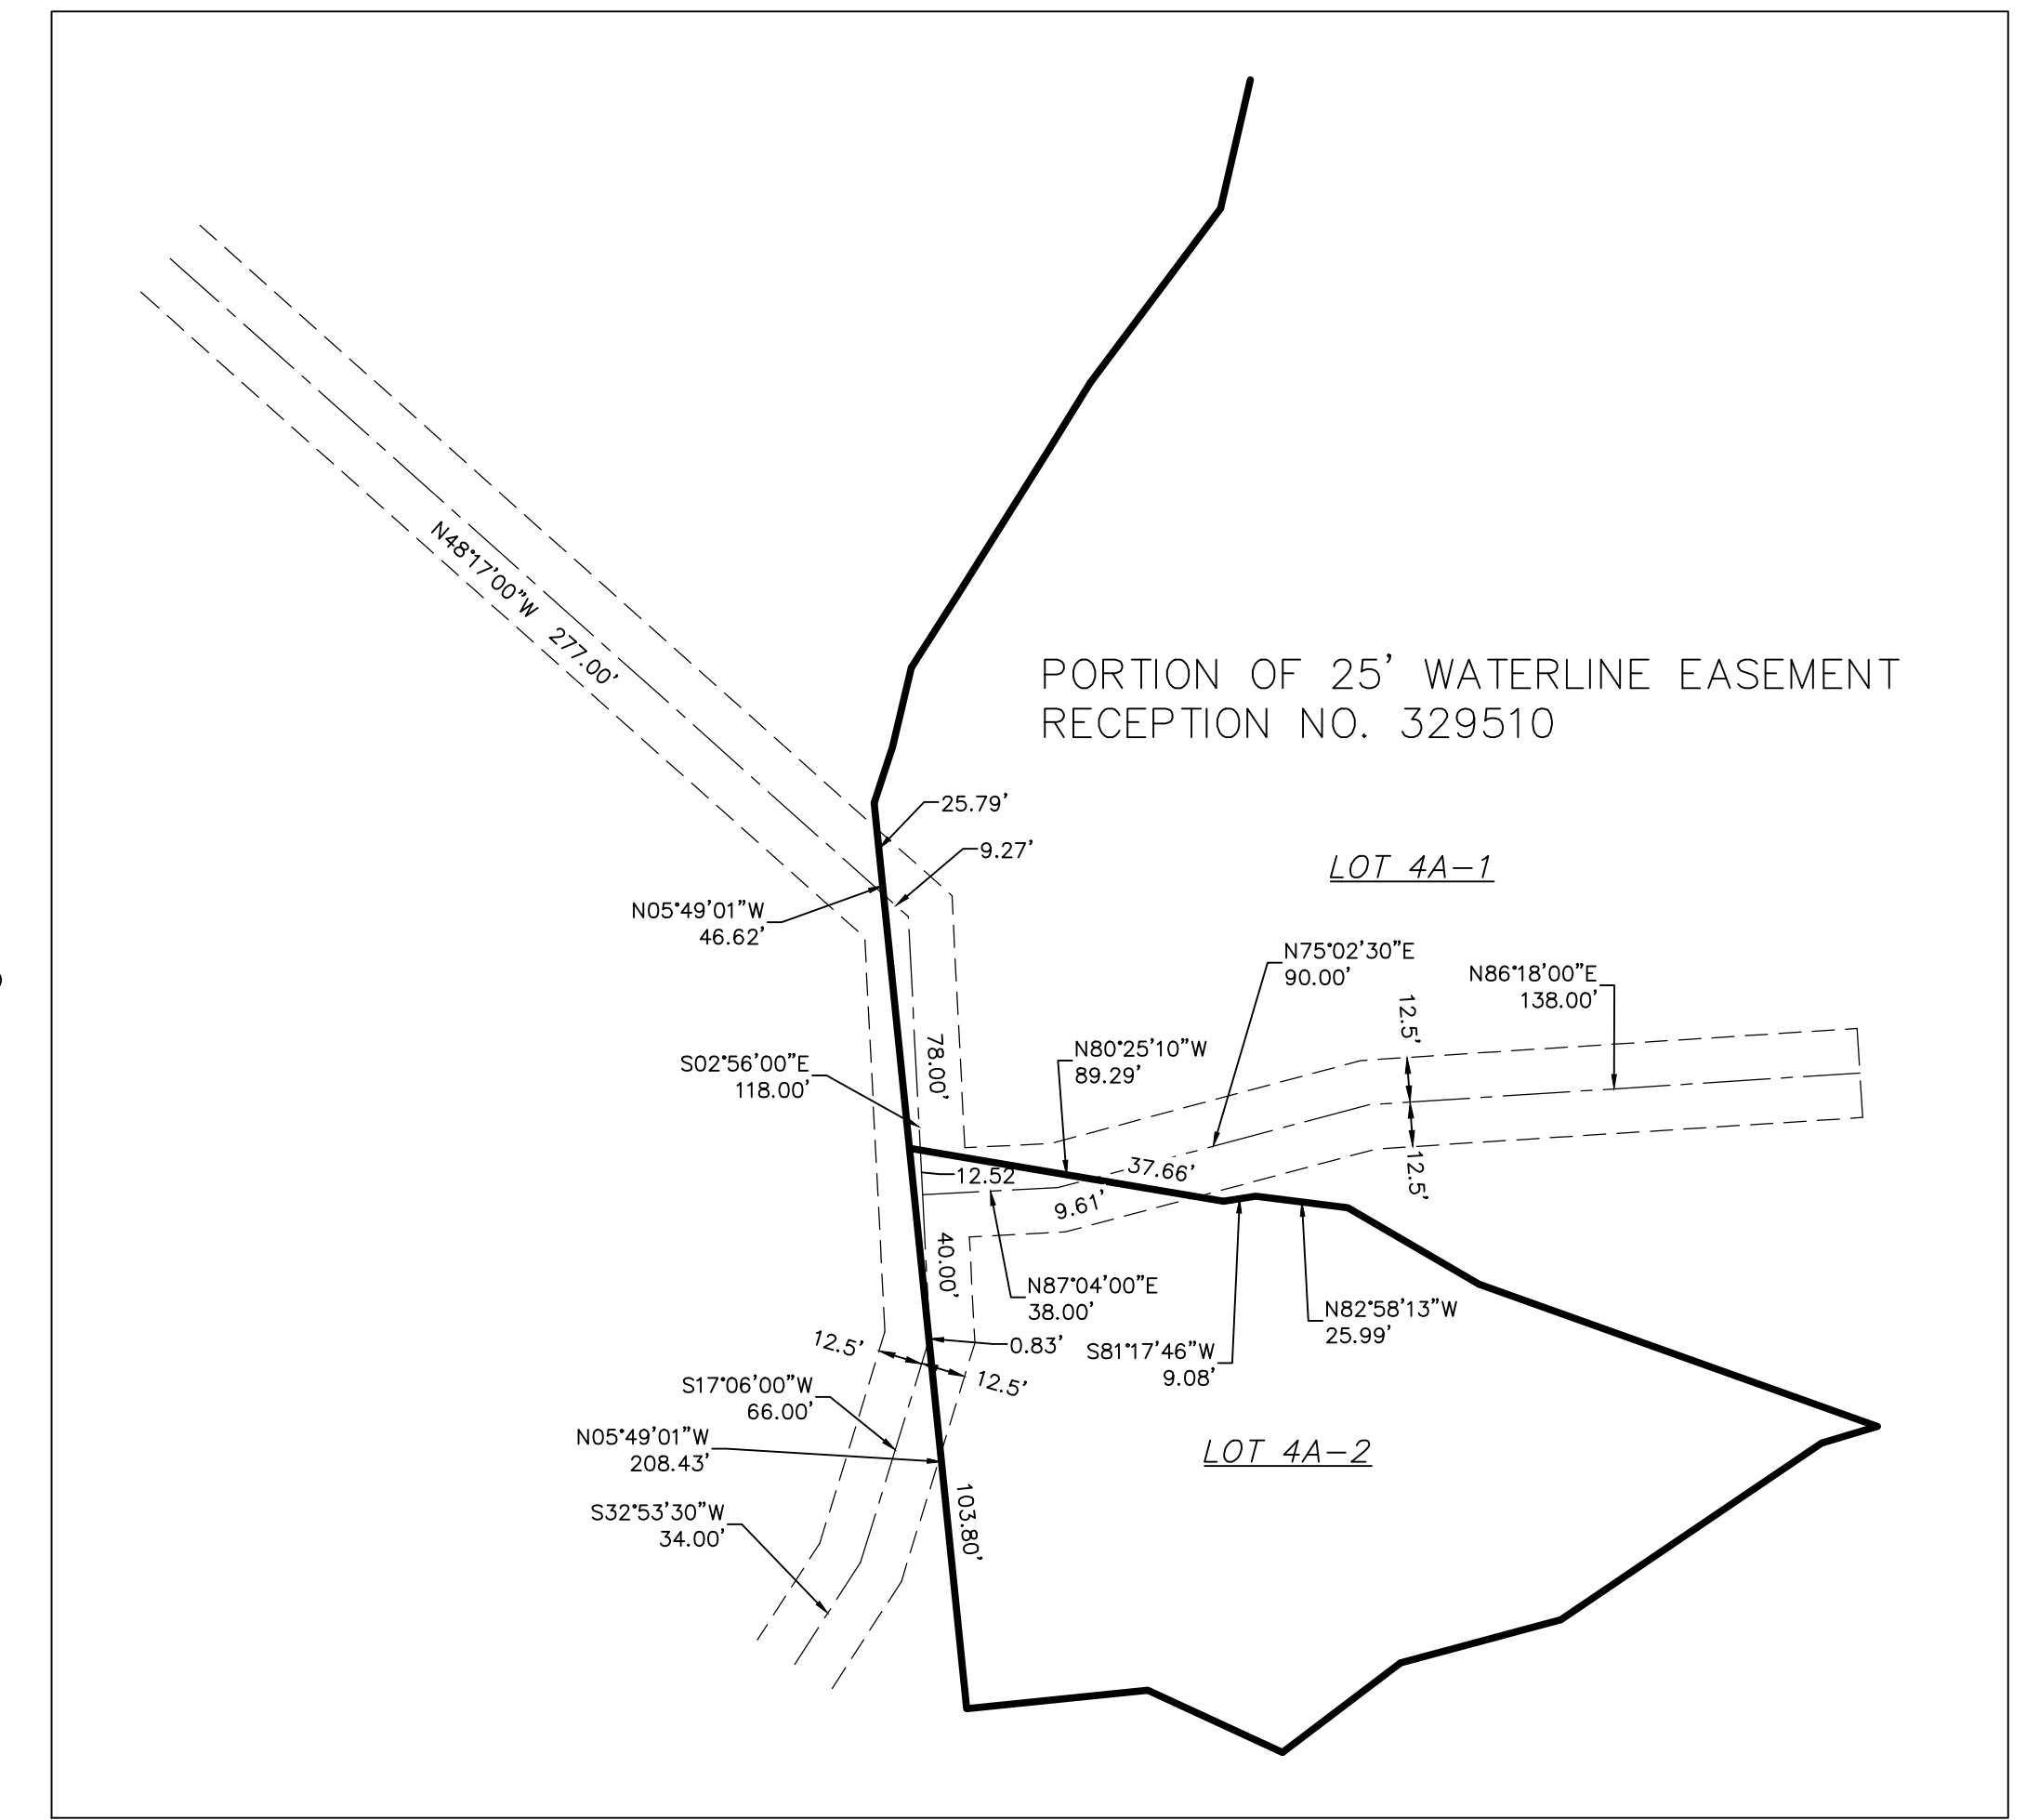 N48°17'00"W 277.00'
PORTION OF 25' WATERLINE EASEMENT
RECEPTION NO. 329510
25.79'
9.27'
LOT 4A-1
N05°49'01"W
46.62'
N75°02'30"E
90.00'
N86°18'00"E
138.00'
12.5'
78.00'
N80°25'10"W
89.29'
S02°56'00"E
118.00'
12.52
37.66'
12.5'
9.61'
40.00'
N87°04'00"E
38.00'
N82°58'13"W
25.99'
0.83'
S81°17'46"W
9.08'
12.5'
12.5'
S17°06'00"W
66.00'
N05°49'01"W
208.43'
LOT 4A-2
103.80'
S32°53'30"W
34.00'